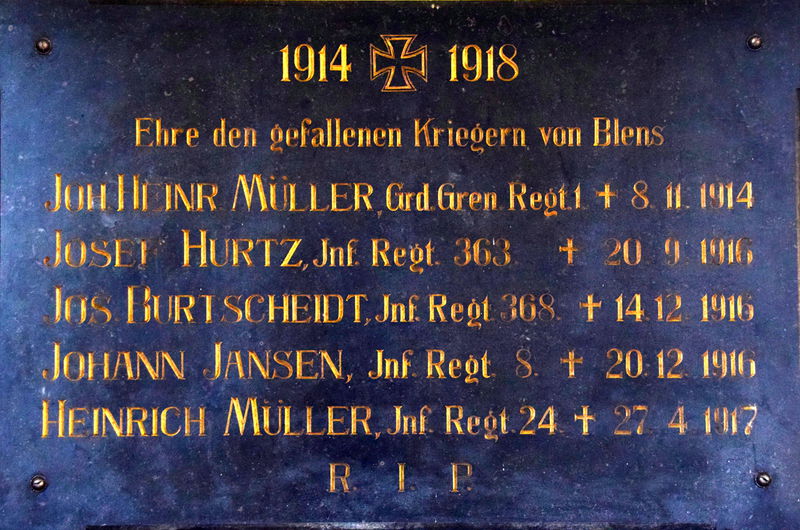 1914 1918
Ehre den gefallenen Kriegern von Blens
JOH. HEINR MÜLLER, Grd. Gren. Regt. 1. ✝ 8. 11. 1914
JOSEF HURTZ, Jnf. Regt. 363. ✝ 20. 9. 1916
JOS. BURTSCHEIDT, Jnf. Regt. 368. ✝ 14. 12. 1916
JOHANN JANSEN, Jnf. Regt. 8. ✝ 20. 12. 1916
HEINRICH MÜLLER, Jnf. Regt. 24. ✝ 27. 4. 1917
R. I. P.